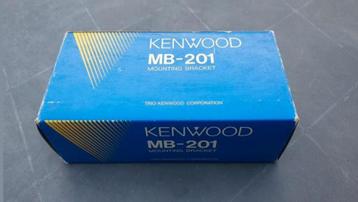 KENWOOD
MB-201
MOUNTING BRACKET
TRIO-KENWOOD CORPORATION
KENWOOD
MB-201
MOUNTING BRACKET